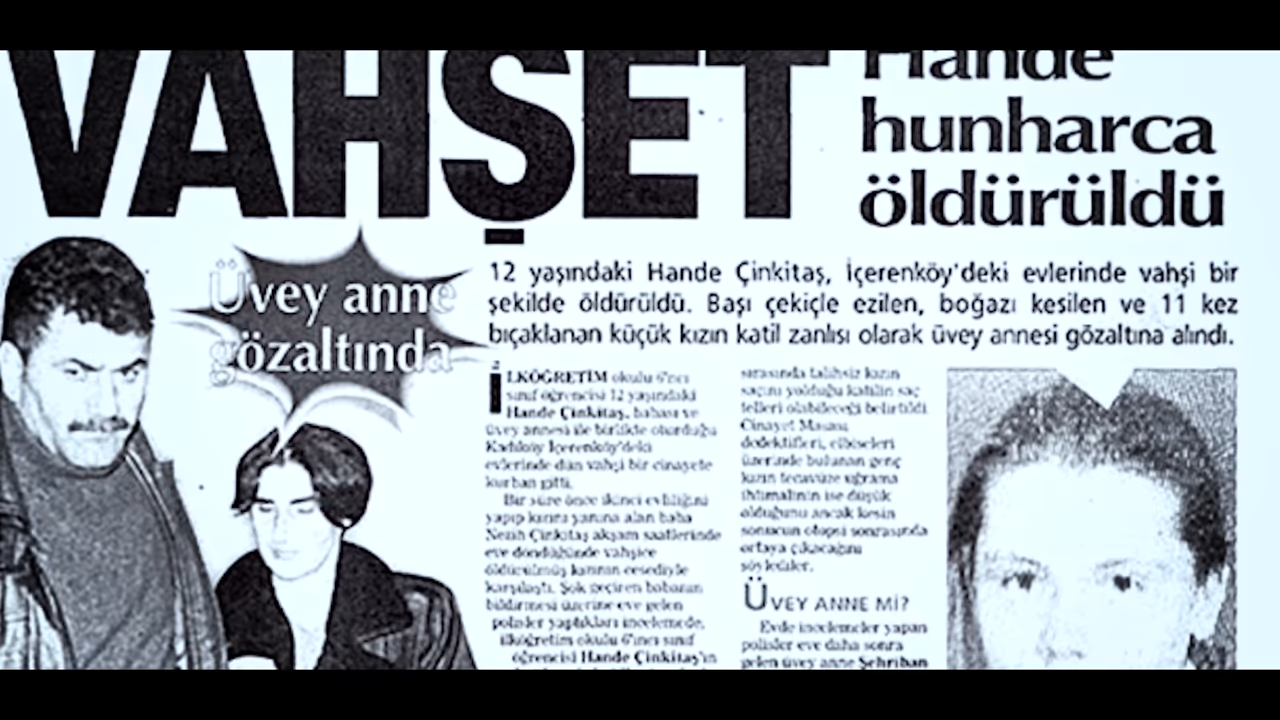 VAHŞET
Hande
hunharca
öldürüldü
Üvey anne
gözaltında
12 yaşındaki Hande Çinkitaş, İçerenköy'deki evlerinde vahşi bir
şekilde öldürüldü. Başı çekiçle ezilen, boğazı kesilen ve 11 kez
bıçaklanan küçük kızın katil zanlısı olarak üvey annesi gözaltına alındı.
İLKÖĞRETİM okulu 6'ncı
sınıf öğrencisi 12 yaşındaki
Hande Çinkitaş, babası ve
üvey annesi ile birlikte oturduğu
Kadıköy İçerenköy'deki
evlerinde dün vahşi bir cinayete
kurban gitti.
Bir süre önce ikinci evliliğini
yapıp kızını yanına alan baba
Nezih Çinkitaş akşam saatlerinde
eve döndüğünde vahşice
öldürülmüş kızının cesediyle
karşılaştı. Şok geçiren babanın
bildirmesi üzerine eve gelen
polisler yaptıkları incelemede,
ilköğretim okulu 6'ncı sınıf
öğrencisi Hande Çinkitaş'ın
sırasında talihsiz kızın
saçını yolduğu katilin saç
telleri olabileceği belirtildi.
Cinayet Masası
dedektifleri, elbiseleri
üzerinde bulunan genç
kızın tecavüze uğrama
ihtimalinin ise düşük
olduğunu ancak kesin
sonucun otopsi sonrasında
ortaya çıkacağını
söylediler.
ÜVEY ANNE Mİ?
Evde incelemeler yapan
polisler eve daha sonra
gelen üvey anne Şehriban